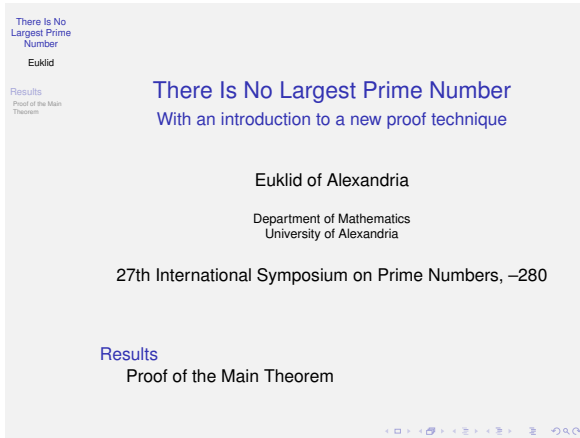 There Is No
Largest Prime
Number
Euklid
Results
Proof of the Main
Theorem
There Is No Largest Prime Number
With an introduction to a new proof technique
Euklid of Alexandria
Department of Mathematics
University of Alexandria
27th International Symposium on Prime Numbers, –280
Results
Proof of the Main Theorem